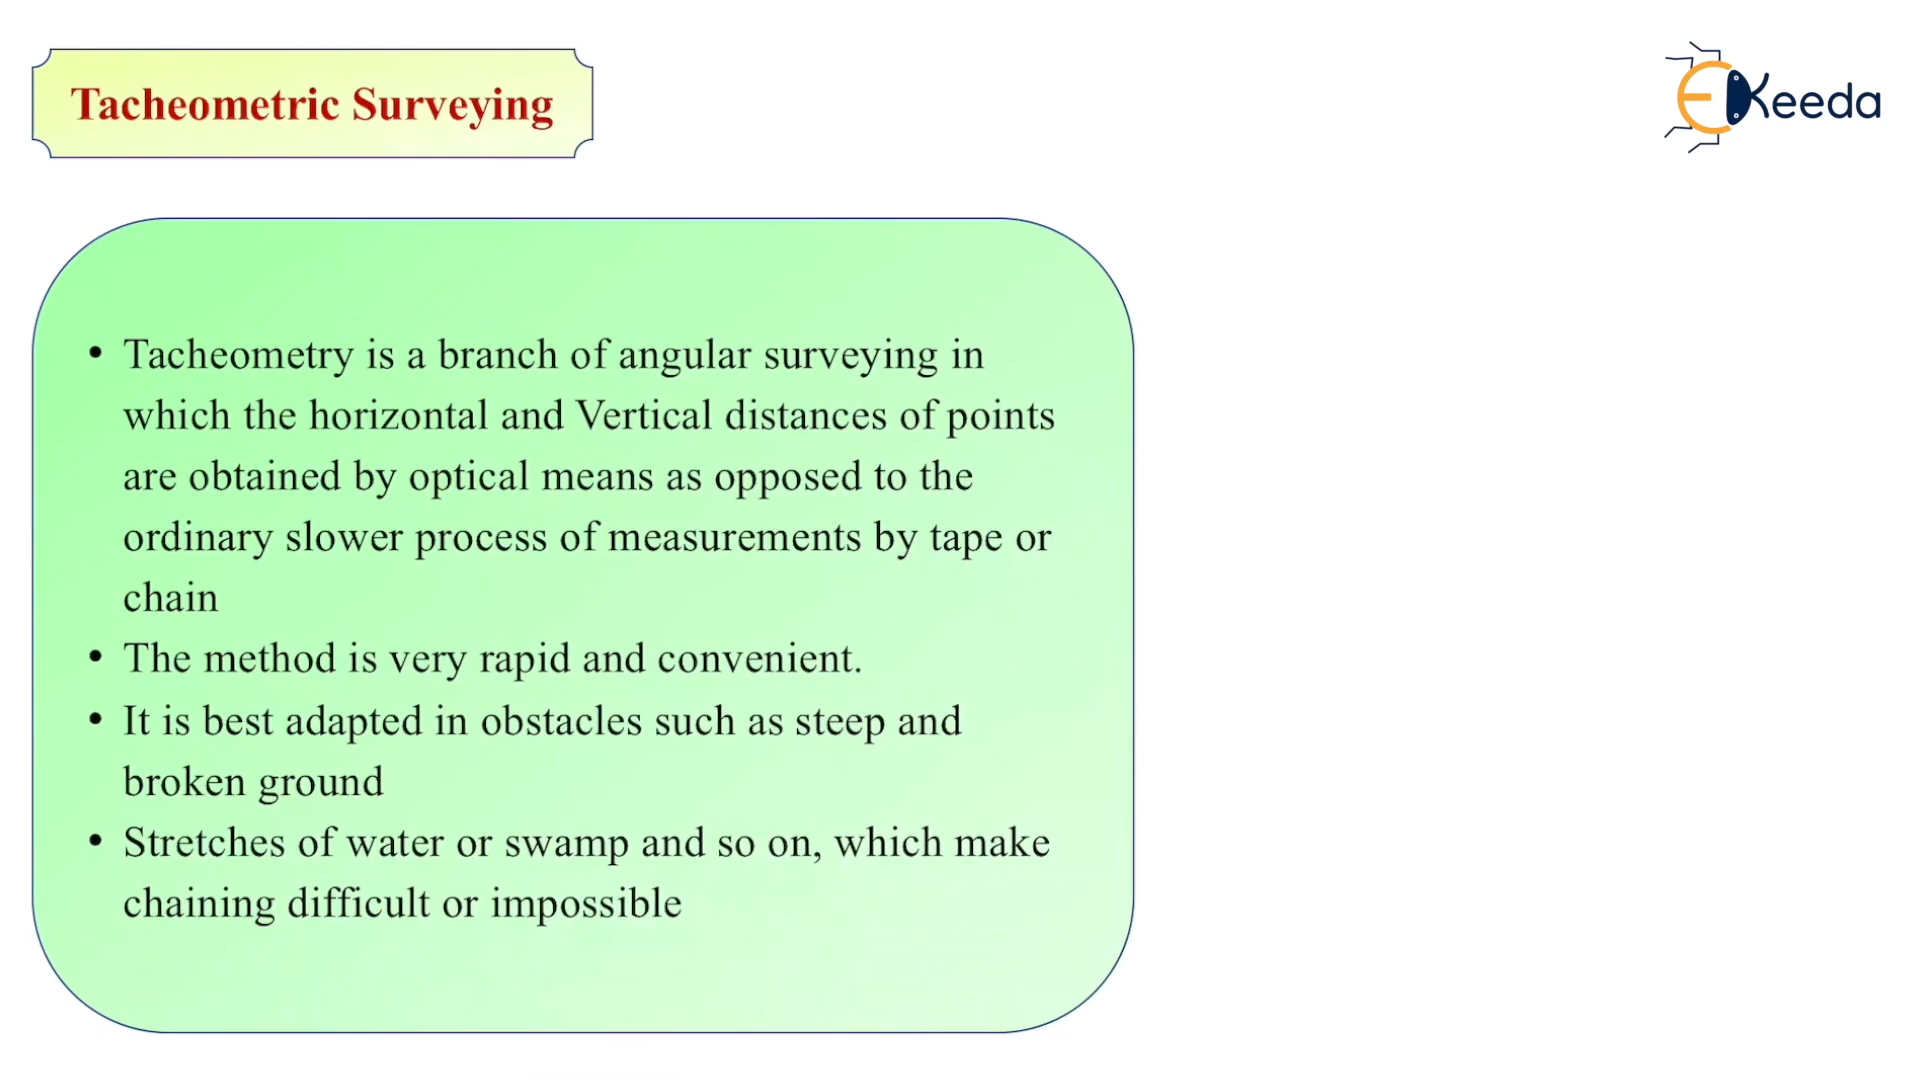 Tacheometric Surveying
EKeeda
• Tacheometry is a branch of angular surveying in
which the horizontal and Vertical distances of points
are obtained by optical means as opposed to the
ordinary slower process of measurements by tape or
chain
• The method is very rapid and convenient.
• It is best adapted in obstacles such as steep and
broken ground
• Stretches of water or swamp and so on, which make
chaining difficult or impossible